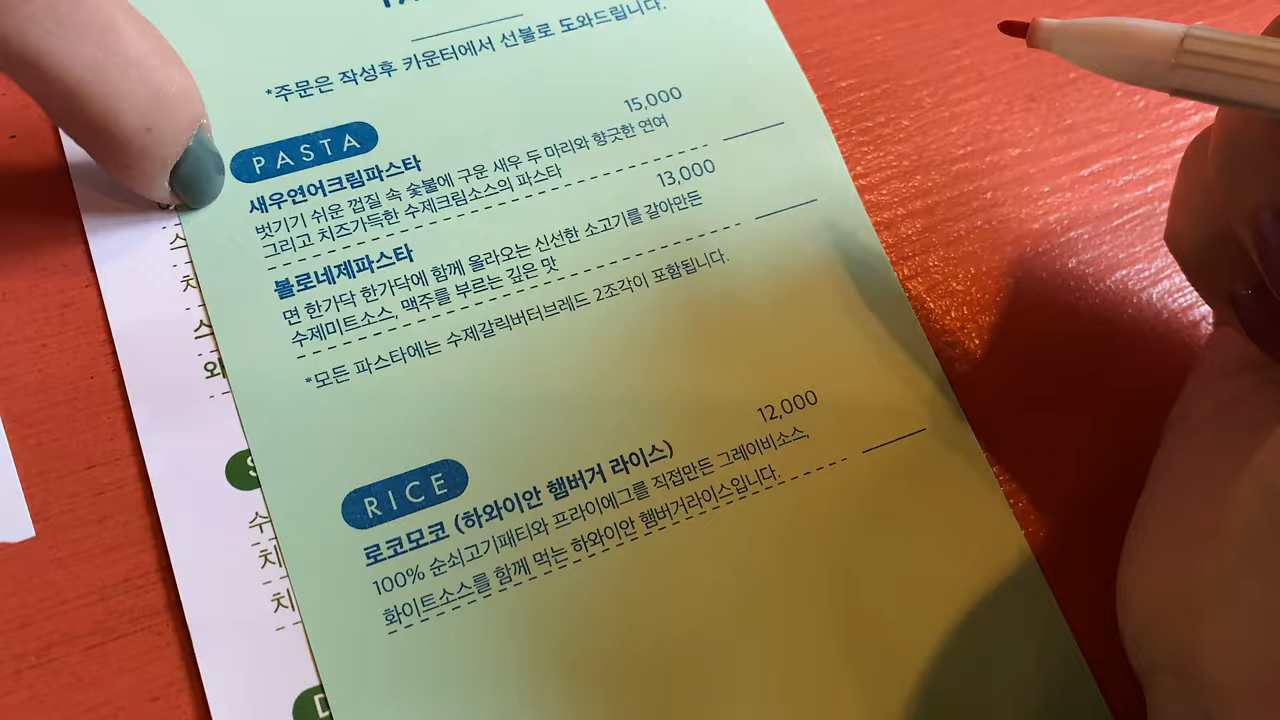 *주문은 작성후 카운터에서 선불로 도와드립니다.
PASTA
새우연어크림파스타 15,000
벗기기 쉬운 껍질 속 숯불에 구운 새우 두 마리와 향긋한 연여
그리고 치즈가득한 수제크림소스의 파스타
볼로네제파스타 13,000
면 한가닥 한가닥에 함께 올라오는 신선한 소고기를 갈아만든
수제미트소스, 맥주를 부르는 깊은 맛
*모든 파스타에는 수제갈릭버터브레드 2조각이 포함됩니다.
RICE
로코모코 (하와이안 햄버거 라이스) 12,000
100% 순쇠고기패티와 프라이에그를 직접만든 그레이비소스,
화이트소스를 함께 먹는 하와이안 햄버거라이스입니다.